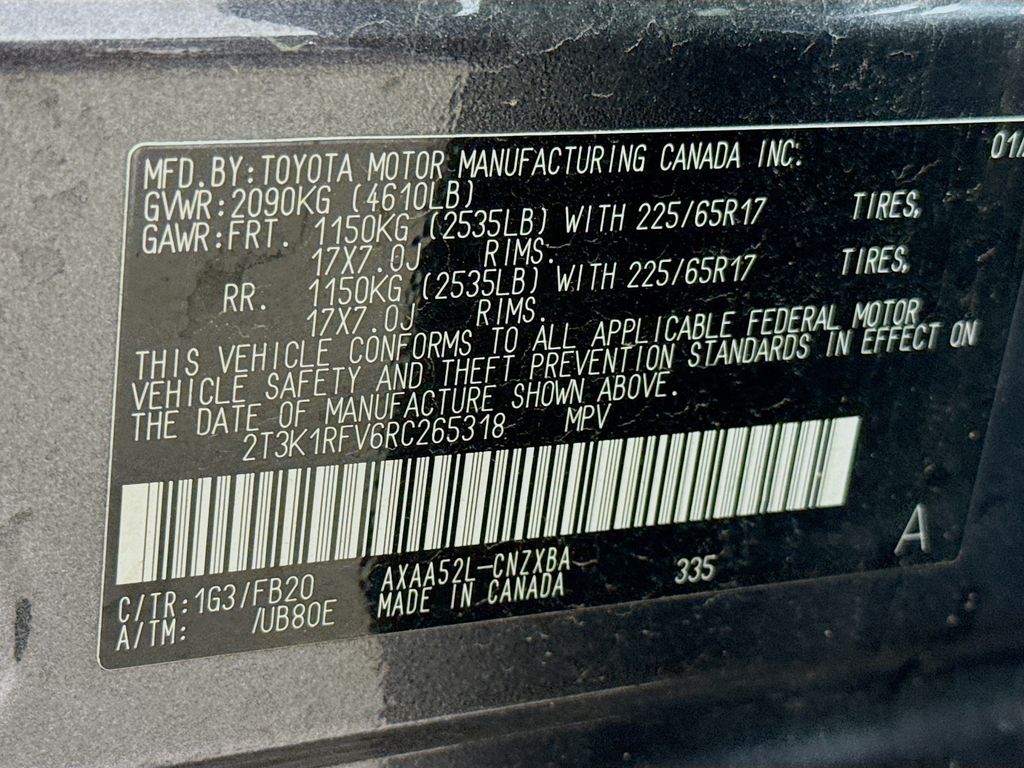 MFD.BY:TOYOTA MOTOR MANUFACTURING CANADA INC. 01/
GVWR:2090KG (4610LB)
GAWR:FRT. 1150KG (2535LB) WITH 225/65R17 TIRES,
17X7.0J RIMS.
RR. 1150KG (2535LB) WITH 225/65R17 TIRES,
17X7.0J RIMS.
THIS VEHICLE CONFORMS TO ALL APPLICABLE FEDERAL MOTOR
VEHICLE SAFETY AND THEFT PREVENTION STANDARDS IN EFFECT ON
THE DATE OF MANUFACTURE SHOWN ABOVE.
2T3K1RFV6RC265318 MPV
A
C/TR:1G3/FB20 AXAA52L-CNZXBA 335
A/TM: /UB80E MADE IN CANADA